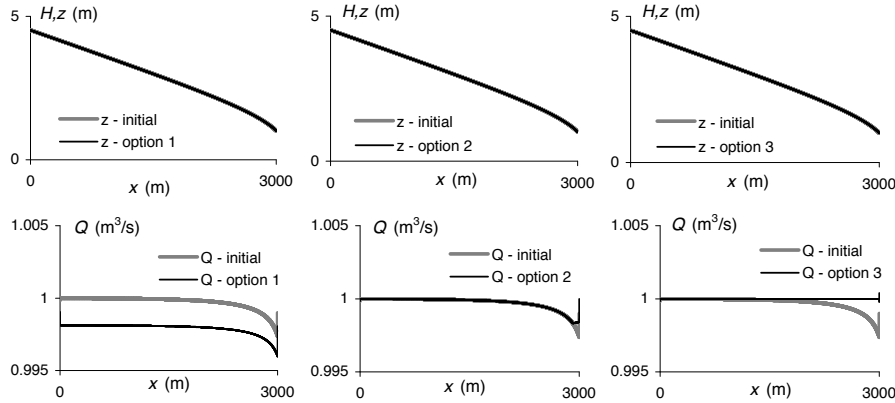 H,z (m)
5
z - initial
z - option 1
0
0
x (m)
3000
H,z (m)
5
z - initial
z - option 2
0
0
x (m)
3000
H,z (m)
5
z - initial
z - option 3
0
0
x (m)
3000
Q (m³/s)
1.005
Q - initial
Q - option 1
1
0.995
0
x (m)
3000
Q (m³/s)
1.005
Q - initial
Q - option 2
1
0.995
0
x (m)
3000
Q (m³/s)
1.005
Q - initial
Q - option 3
1
0.995
0
x (m)
3000